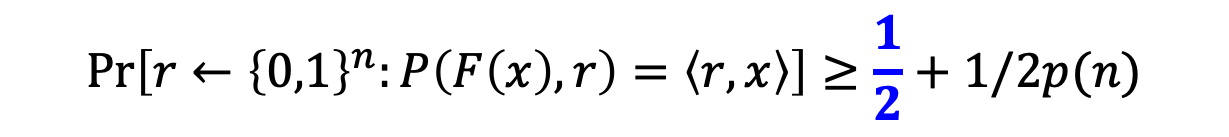 Pr[r ← {0,1}ⁿ: P(F(x), r) = ⟨r, x⟩] ≥ 1/2 + 1/2p(n)